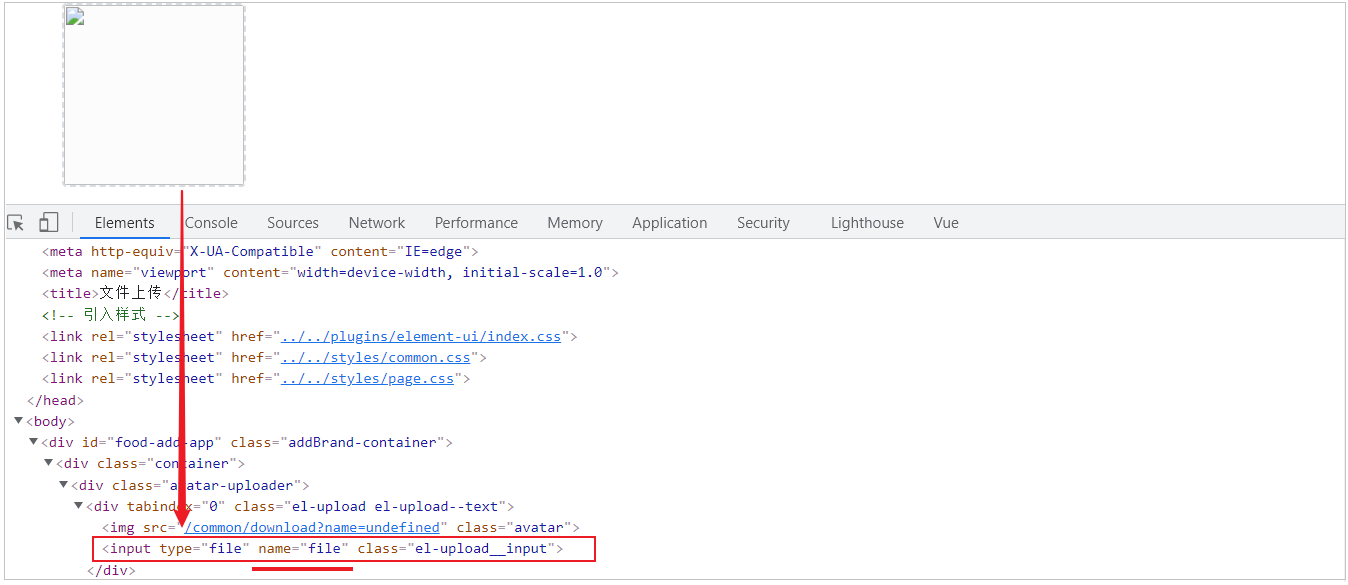 Elements Console Sources Network Performance Memory Application Security Lighthouse Vue
<meta http-equiv="X-UA-Compatible" content="IE=edge">
<meta name="viewport" content="width=device-width, initial-scale=1.0">
<title>文件上传</title>
<!-- 引入样式 -->
<link rel="stylesheet" href="../../plugins/element-ui/index.css">
<link rel="stylesheet" href="../../styles/common.css">
<link rel="stylesheet" href="../../styles/page.css">
</head>
<body>
<div id="food-add-app" class="addBrand-container">
<div class="container">
<div class="avatar-uploader">
<div tabindex="0" class="el-upload el-upload--text">
<img src="/common/download?name=undefined" class="avatar">
<input type="file" name="file" class="el-upload__input">
</div>